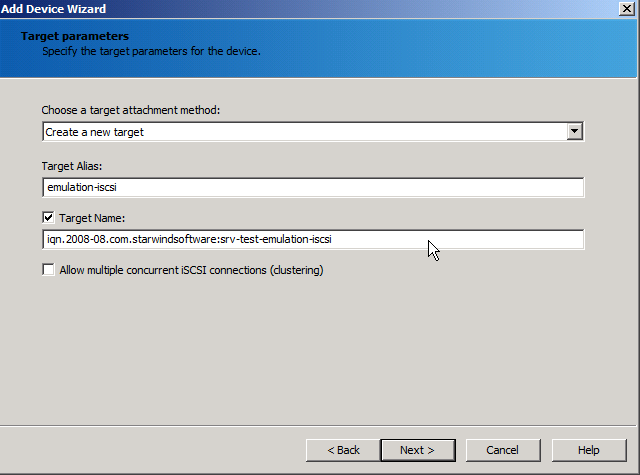 Add Device Wizard
Target parameters
Specify the target parameters for the device.
Choose a target attachment method:
Create a new target
Target Alias:
emulation-iscsi
Target Name:
iqn.2008-08.com.starwindsoftware:srv-test-emulation-iscsi
Allow multiple concurrent iSCSI connections (clustering)
< Back Next > Cancel Help